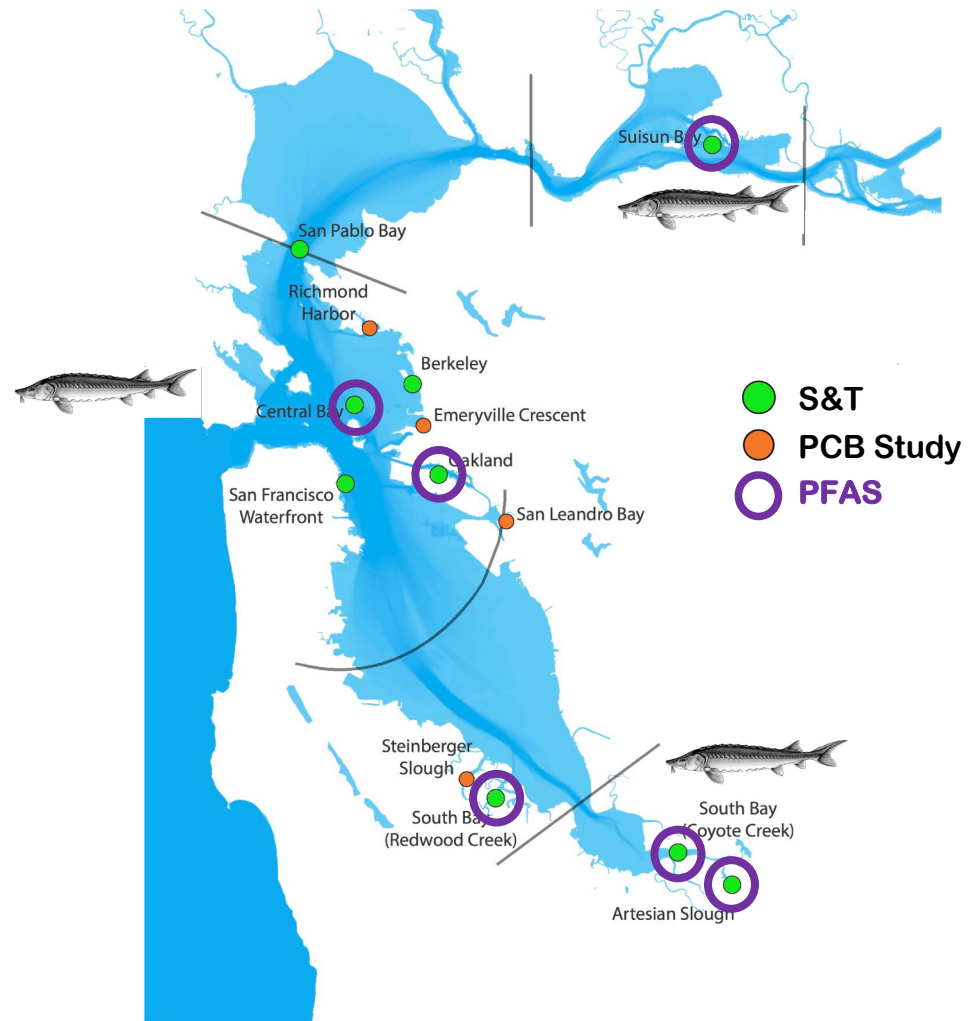 Suisun Bay
San Pablo Bay
Richmond
Harbor
Berkeley
Central Bay
Emeryville Crescent
Oakland
San Francisco
Waterfront
San Leandro Bay
S&T
PCB Study
PFAS
Steinberger
Slough
South Bay
(Redwood Creek)
South Bay
(Coyote Creek)
Artesian Slough